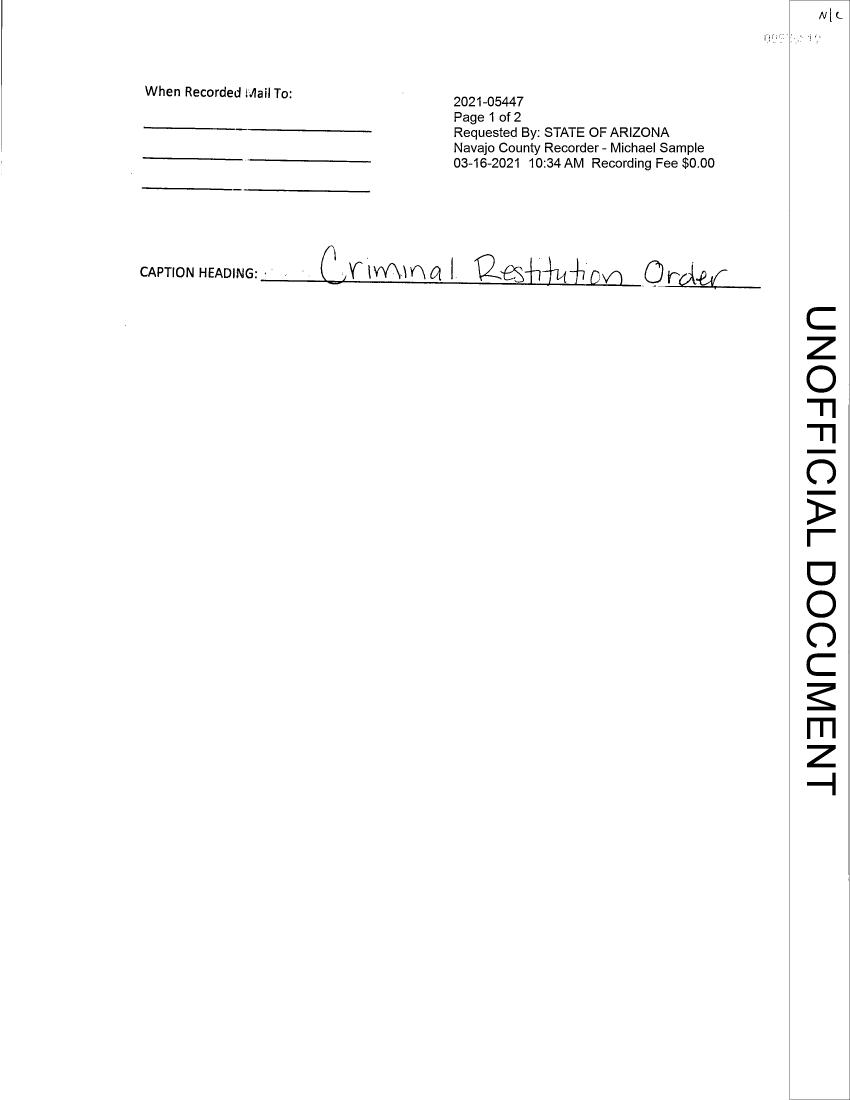 N/C
When Recorded Mail To:
2021-05447
Page 1 of 2
Requested By: STATE OF ARIZONA
Navajo County Recorder - Michael Sample
03-16-2021 10:34 AM Recording Fee $0.00
CAPTION HEADING: Criminal Restitution Order
UNOFFICIAL DOCUMENT